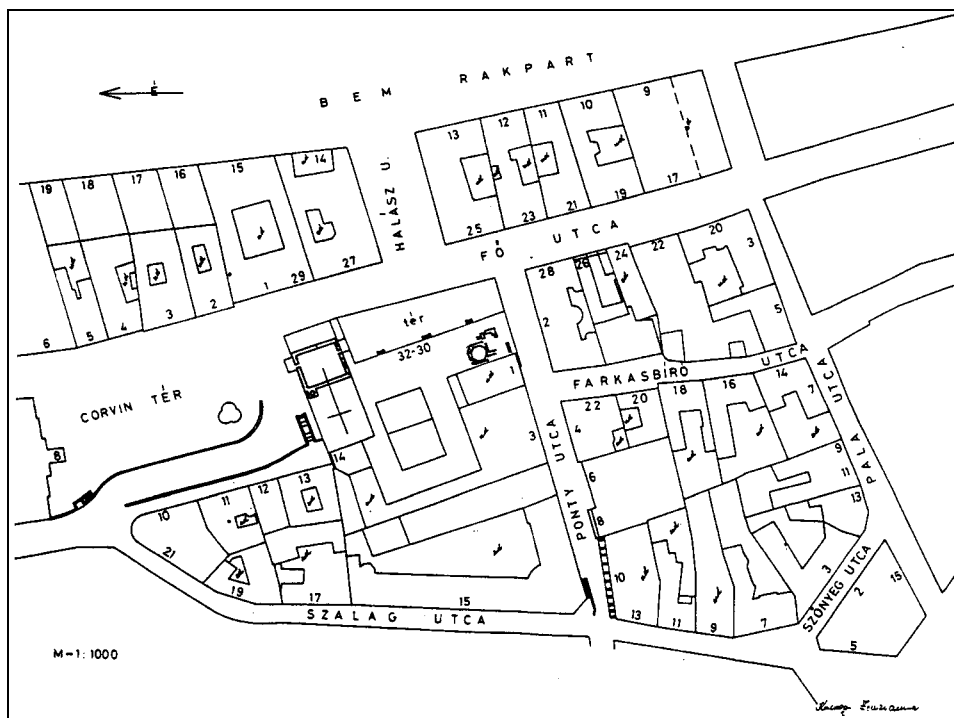 É
BEM RAKPART
19 18 17 16 15 14
13 12 11 10 9
HALÁSZ U.
6 5 4 3 2 1 29 27
25 23 21 19 17
FŐ UTCA
28 26 24 22 20 3
2 5
tér
32-30
CORVIN TÉR
8
1
3
FARKASBÍRÓ UTCA
22 20 18 16 14 7
4
6
8
10
PONTY UTCA
PALA UTCA
9
11
13
14
10 11 12 13
21
19 17 15
SZALAG UTCA
13 11 9 7
3
SZŐNYEG UTCA
2
15
5
M-1:1000